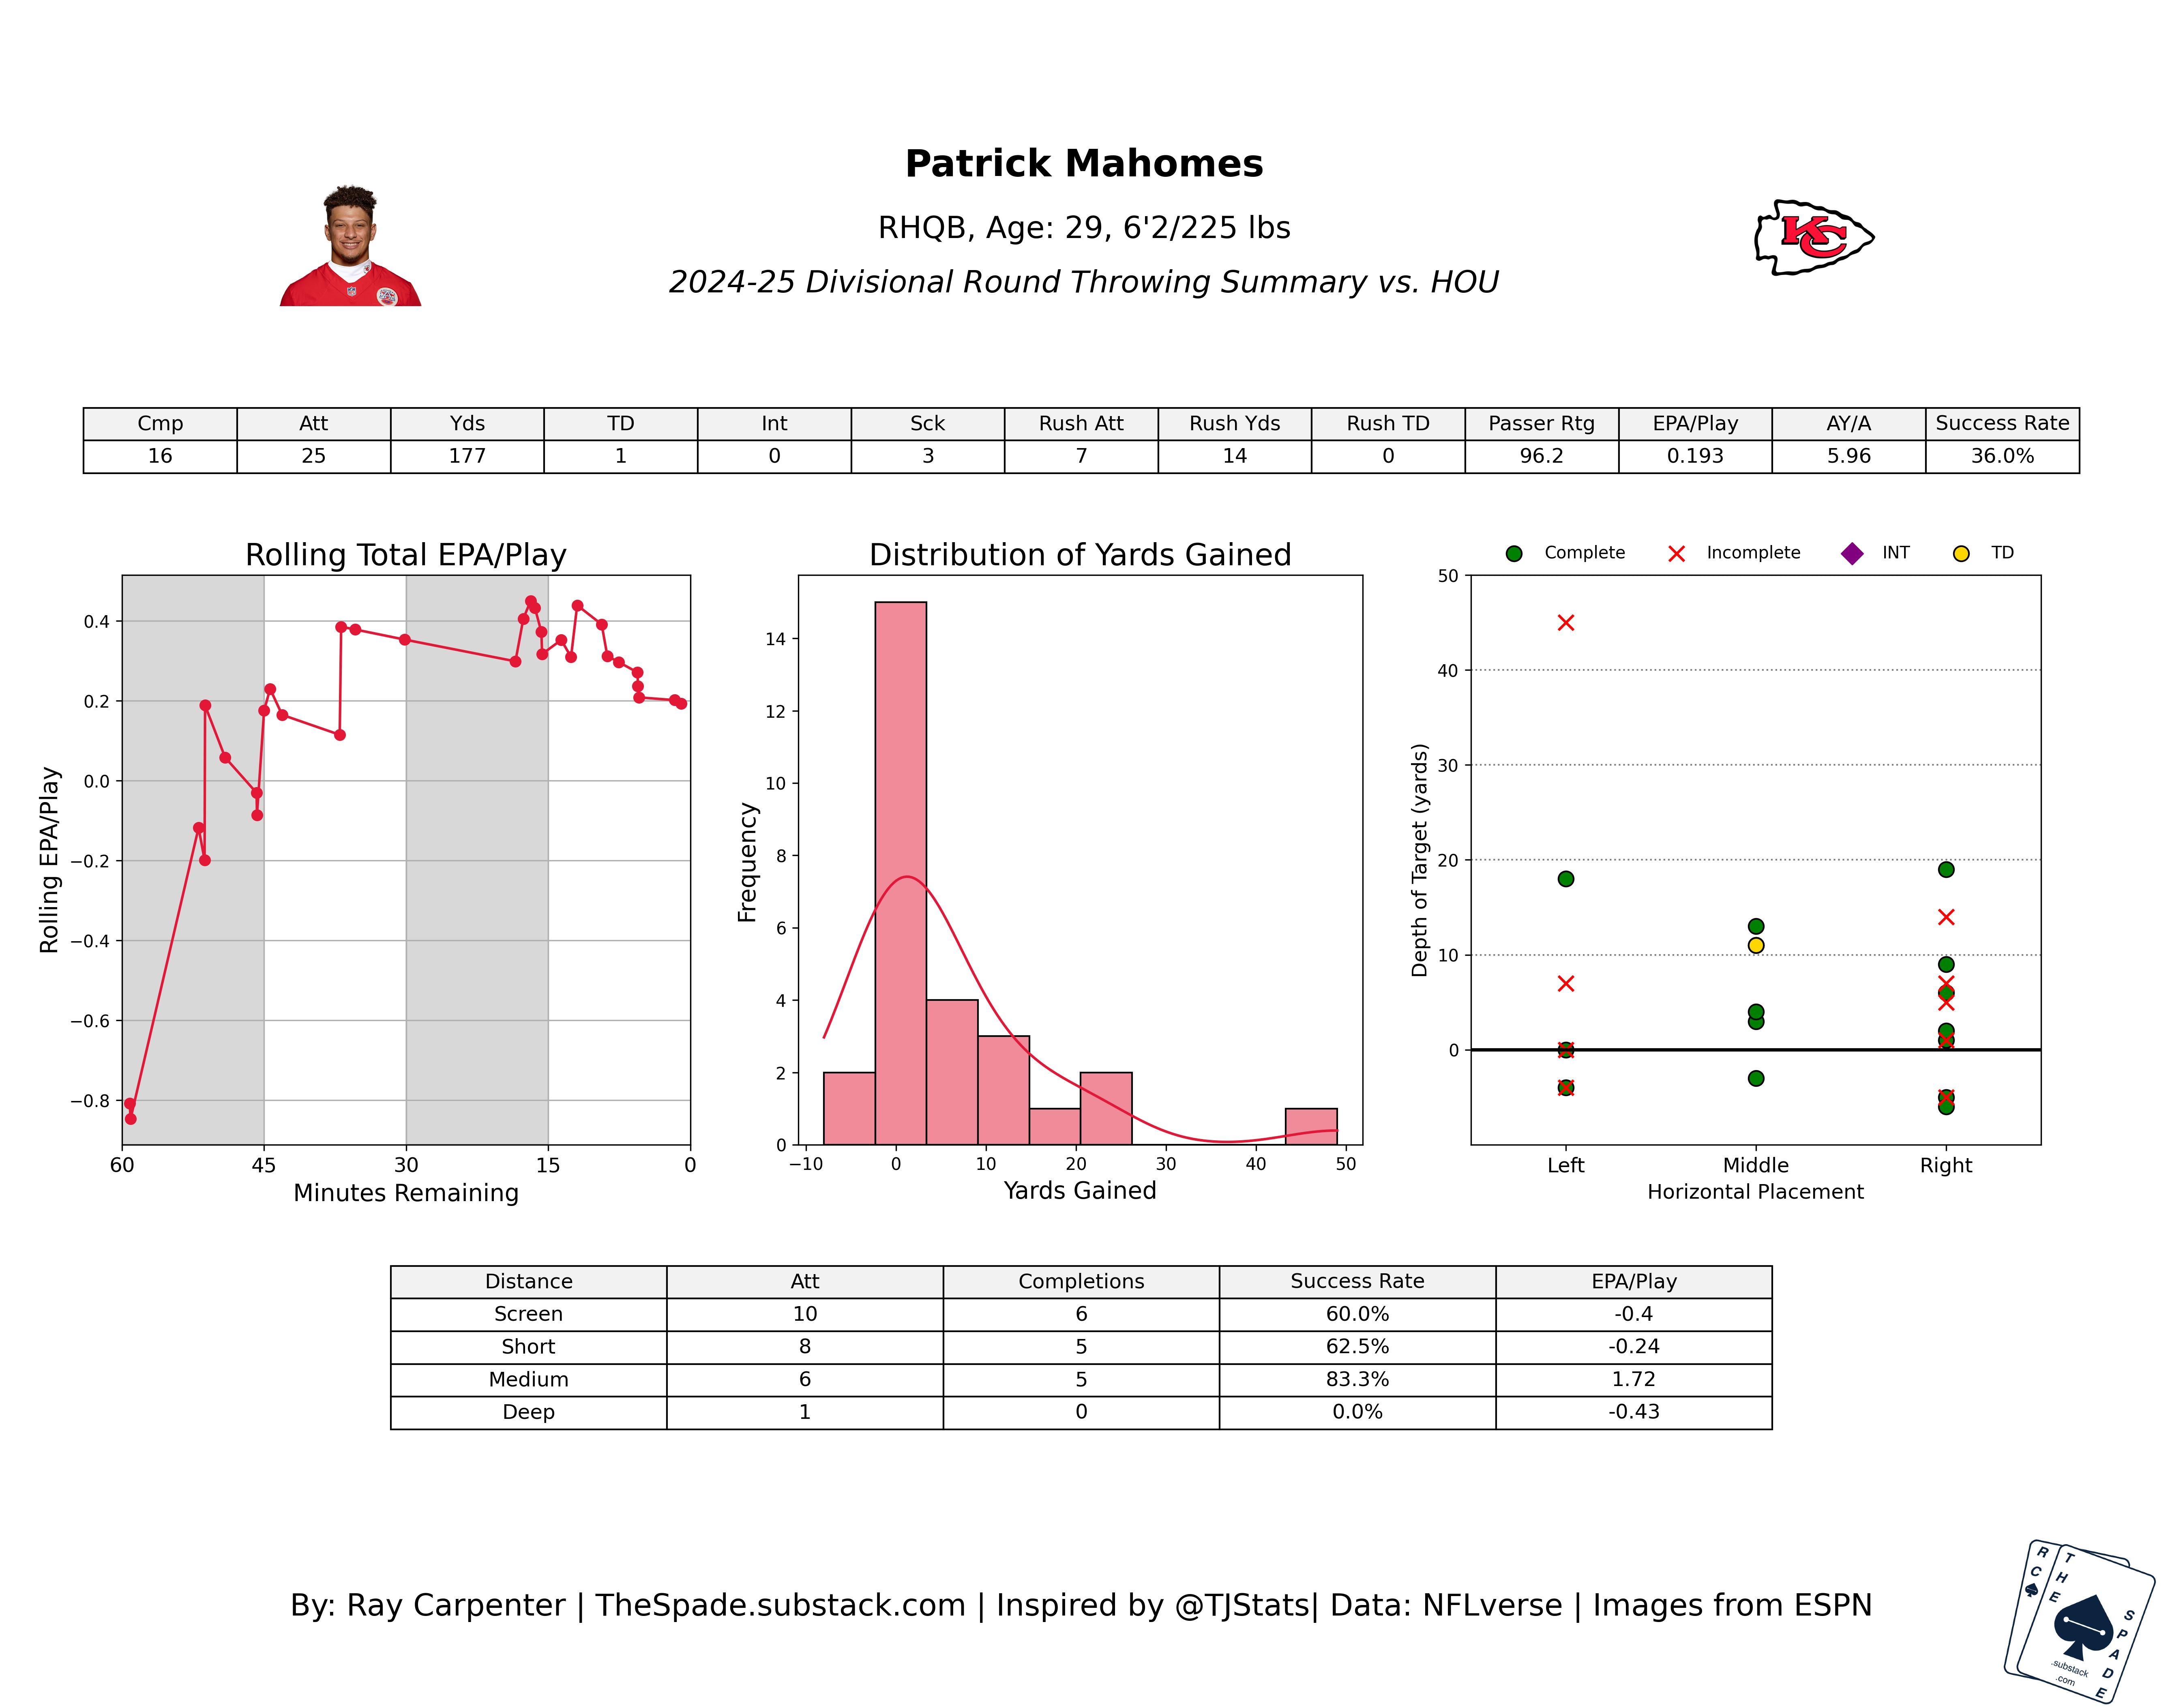 Patrick Mahomes
RHQB, Age: 29, 6'2/225 lbs
2024-25 Divisional Round Throwing Summary vs. HOU
KC
Cmp Att Yds TD Int Sck Rush Att Rush Yds Rush TD Passer Rtg EPA/Play AY/A Success Rate
16 25 177 1 0 3 7 14 0 96.2 0.193 5.96 36.0%
Rolling Total EPA/Play
Rolling EPA/Play
0.4
0.2
0.0
−0.2
−0.4
−0.6
−0.8
60 45 30 15 0
Minutes Remaining
Distribution of Yards Gained
Frequency
14
12
10
8
6
4
2
0
−10 0 10 20 30 40 50
Yards Gained
Complete Incomplete INT TD
Depth of Target (yards)
50
40
30
20
10
0
Left Middle Right
Horizontal Placement
Distance Att Completions Success Rate EPA/Play
Screen 10 6 60.0% -0.4
Short 8 5 62.5% -0.24
Medium 6 5 83.3% 1.72
Deep 1 0 0.0% -0.43
By: Ray Carpenter | TheSpade.substack.com | Inspired by @TJStats| Data: NFLverse | Images from ESPN
RC
THE
SPADE
.substack
.com